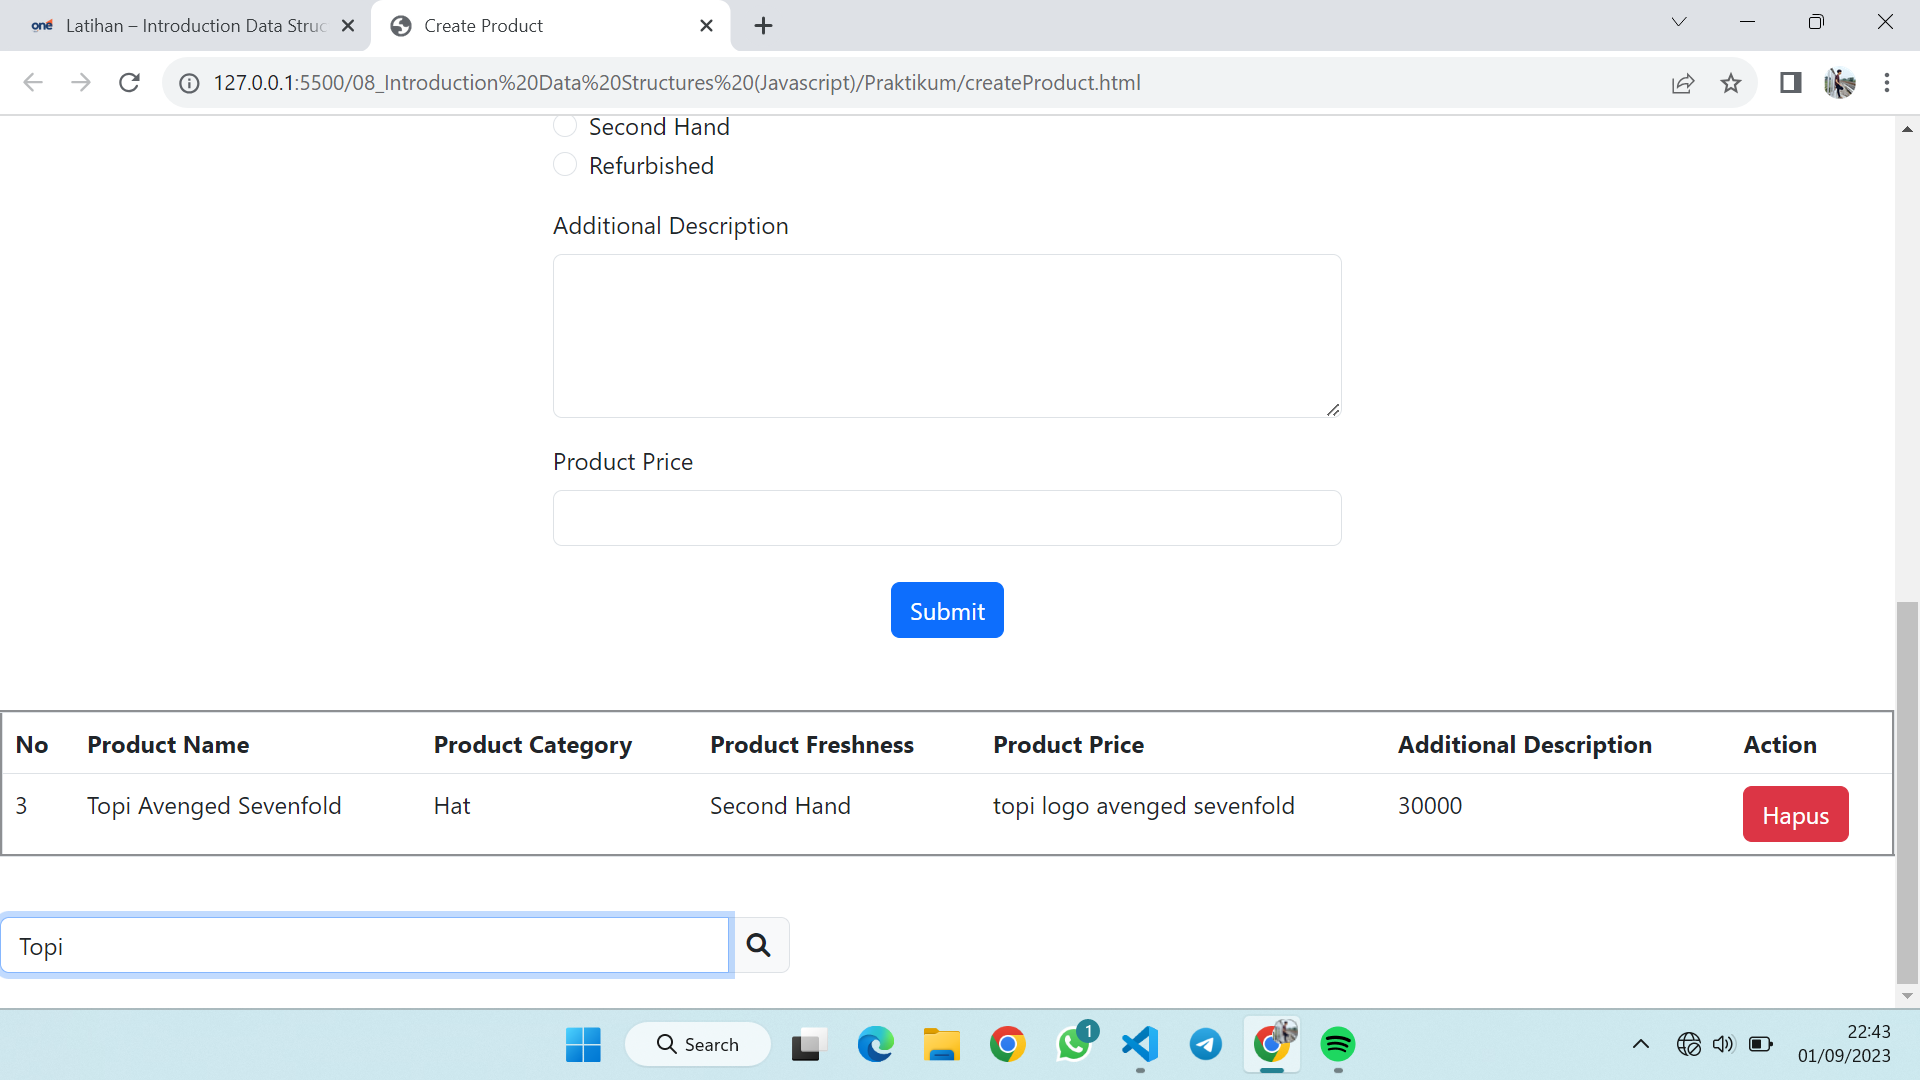 one Latihan – Introduction Data Struc
Create Product
127.0.0.1:5500/08_Introduction%20Data%20Structures%20(Javascript)/Praktikum/createProduct.html
Second Hand
Refurbished
Additional Description
Product Price
Submit
No Product Name Product Category Product Freshness Product Price Additional Description Action
3 Topi Avenged Sevenfold Hat Second Hand topi logo avenged sevenfold 30000 Hapus
Topi
Search
1
22:43
01/09/2023